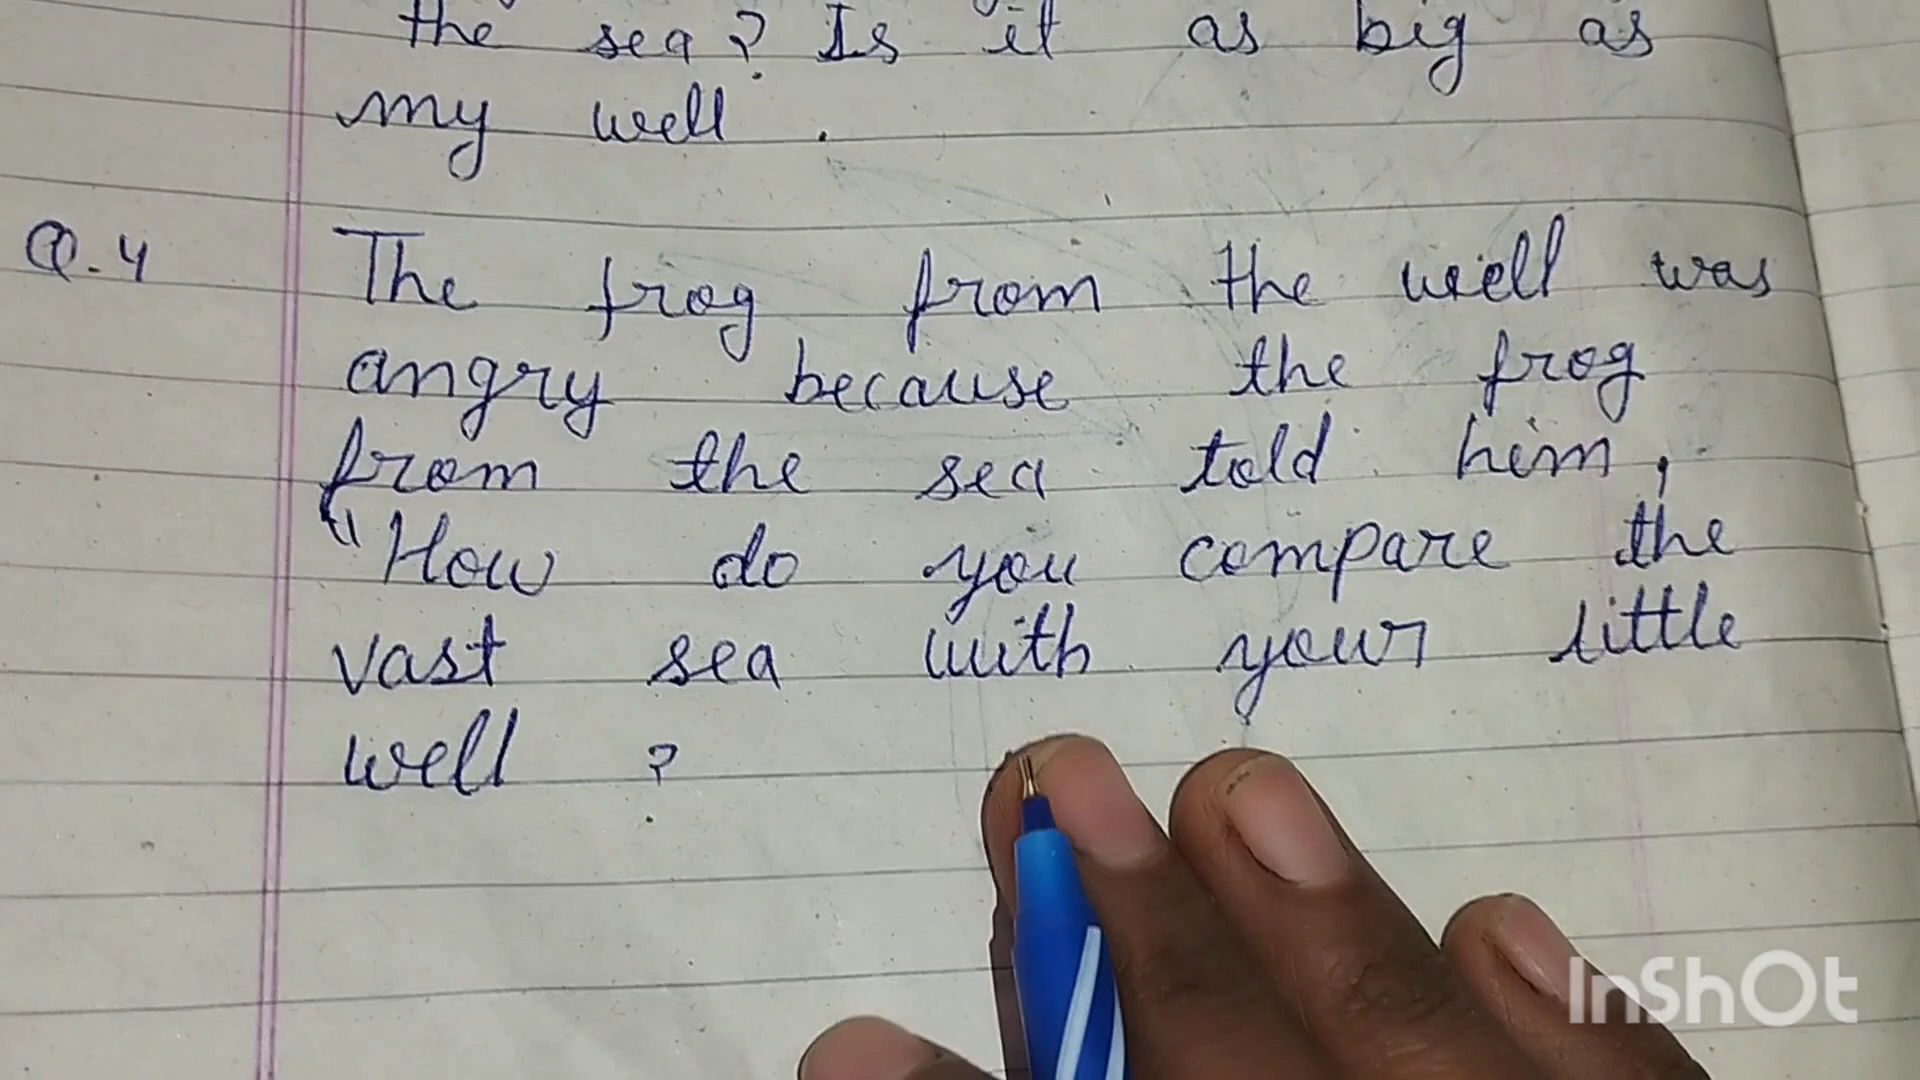 the sea? Is it as big as
my well.
Q.4 The frog from the well was
angry because the frog
from the sea told him,
"How do you compare the
vast sea with your little
well?
InShOt